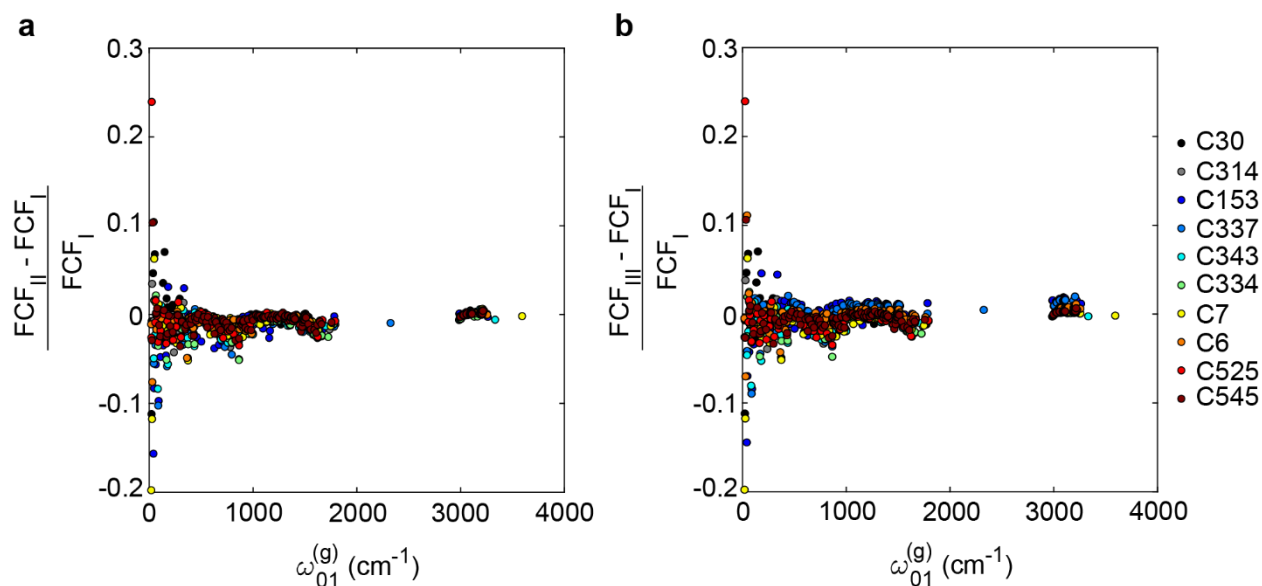 a
0.3
0.2
0.1
0
-0.1
-0.2
FCF_II - FCF_I
FCF_I
0 1000 2000 3000 4000
ω_01^(g) (cm^-1)
b
0.3
0.2
0.1
0
-0.1
-0.2
FCF_III - FCF_I
FCF_I
0 1000 2000 3000 4000
ω_01^(g) (cm^-1)
C30
C314
C153
C337
C343
C334
C7
C6
C525
C545